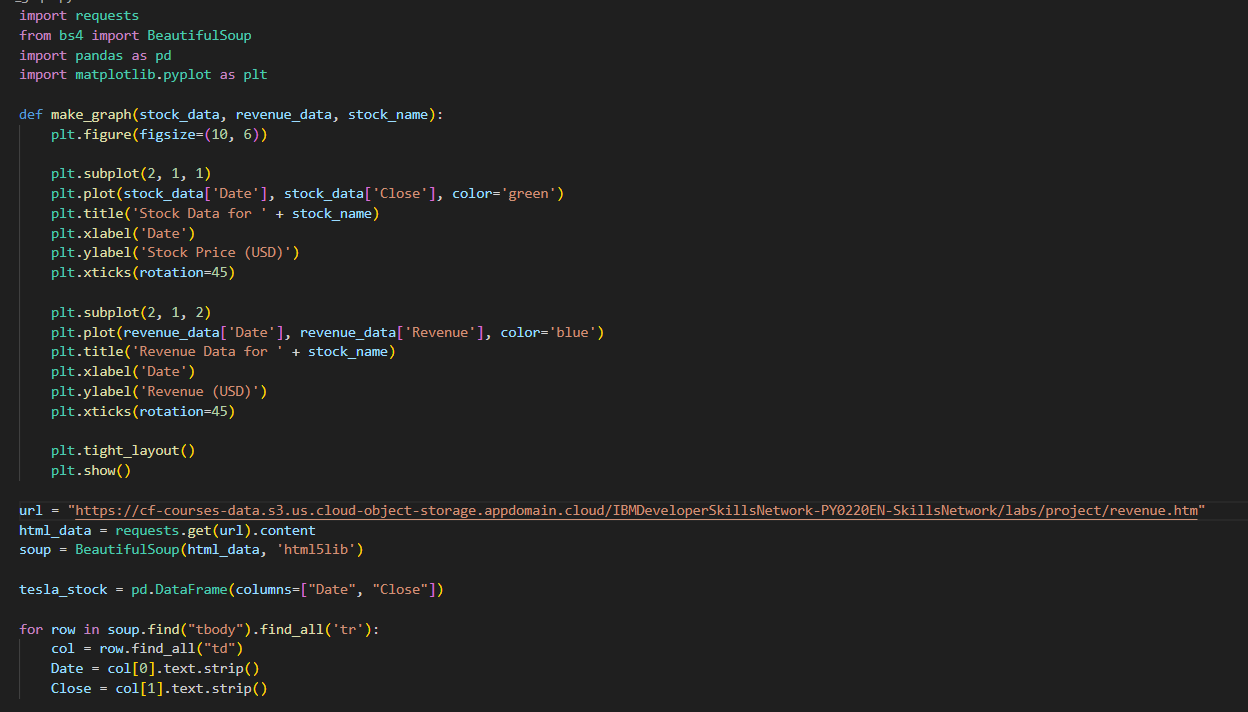 import requests
from bs4 import BeautifulSoup
import pandas as pd
import matplotlib.pyplot as plt

def make_graph(stock_data, revenue_data, stock_name):
    plt.figure(figsize=(10, 6))

    plt.subplot(2, 1, 1)
    plt.plot(stock_data['Date'], stock_data['Close'], color='green')
    plt.title('Stock Data for ' + stock_name)
    plt.xlabel('Date')
    plt.ylabel('Stock Price (USD)')
    plt.xticks(rotation=45)

    plt.subplot(2, 1, 2)
    plt.plot(revenue_data['Date'], revenue_data['Revenue'], color='blue')
    plt.title('Revenue Data for ' + stock_name)
    plt.xlabel('Date')
    plt.ylabel('Revenue (USD)')
    plt.xticks(rotation=45)

    plt.tight_layout()
    plt.show()

url = "https://cf-courses-data.s3.us.cloud-object-storage.appdomain.cloud/IBMDeveloperSkillsNetwork-PY0220EN-SkillsNetwork/labs/project/revenue.htm"
html_data = requests.get(url).content
soup = BeautifulSoup(html_data, 'html5lib')

tesla_stock = pd.DataFrame(columns=["Date", "Close"])

for row in soup.find("tbody").find_all('tr'):
    col = row.find_all("td")
    Date = col[0].text.strip()
    Close = col[1].text.strip()